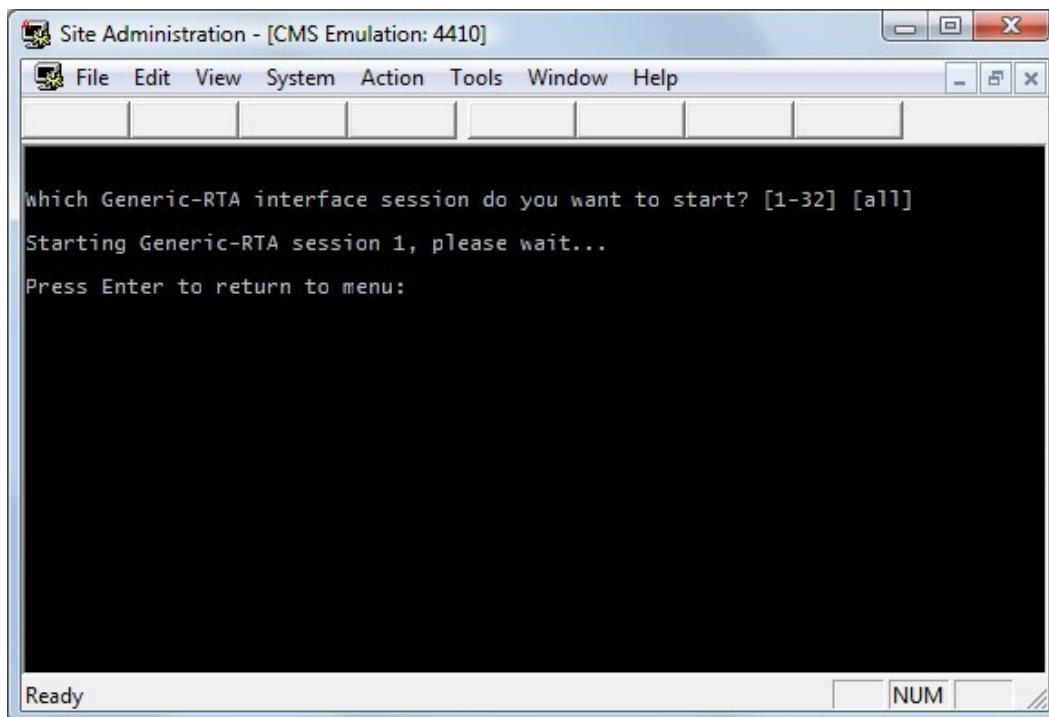 Site Administration - [CMS Emulation: 4410]
File Edit View System Action Tools Window Help
Which Generic-RTA interface session do you want to start? [1-32] [all]
Starting Generic-RTA session 1, please wait...
Press Enter to return to menu:
Ready NUM